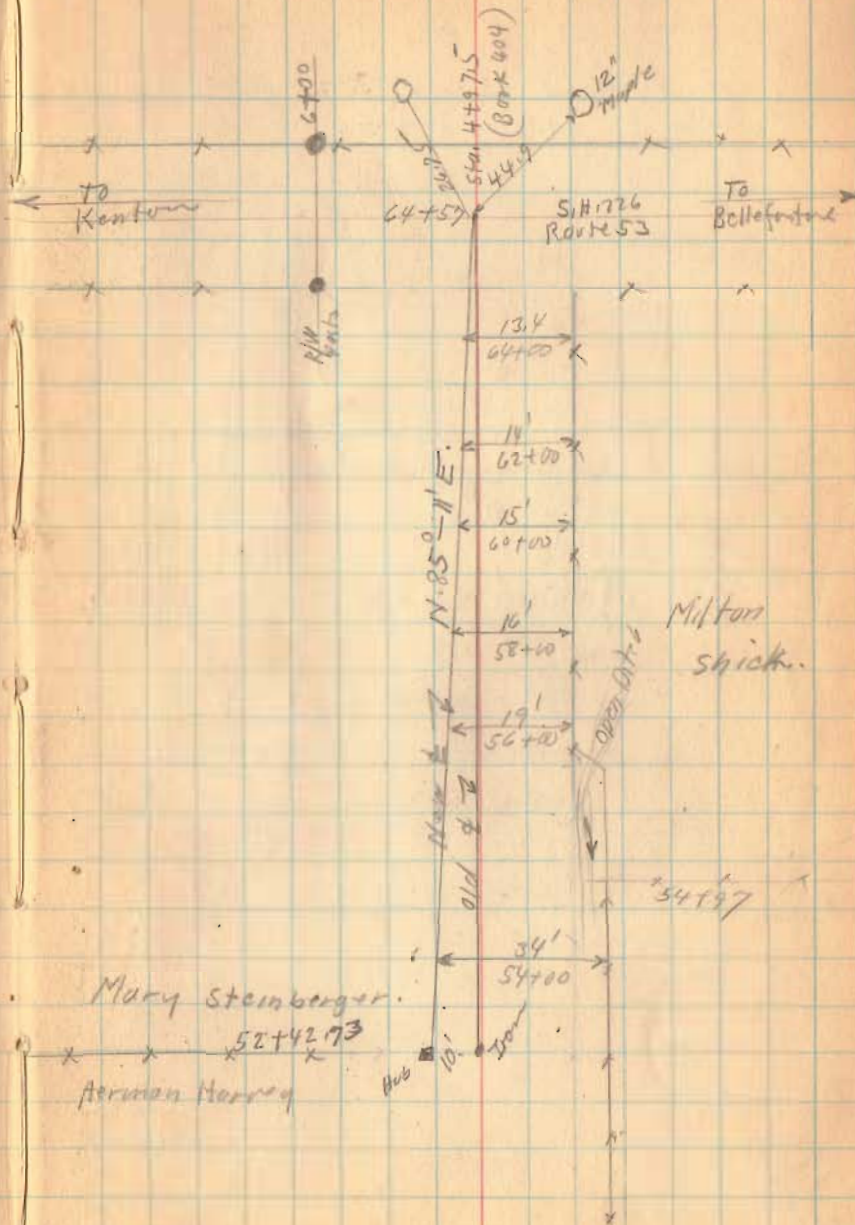 6+00
Sta. 4+97.5
(Book 404)
12"
Maple
44.9
To
Kenton
64+57
S.H. 226
Route 53
To
Bellefontaine
R/W
13.4
64+00
14'
62+00
N. 85°-11' E.
15'
60+00
16'
58+00
Milton
Shick.
Open Ditch
19'
56+00
New ⅊
Old ⅊
54+97
34'
54+00
Mary Steinberger.
52+42.73
Hub
10.'
Iron
Herman Harvey